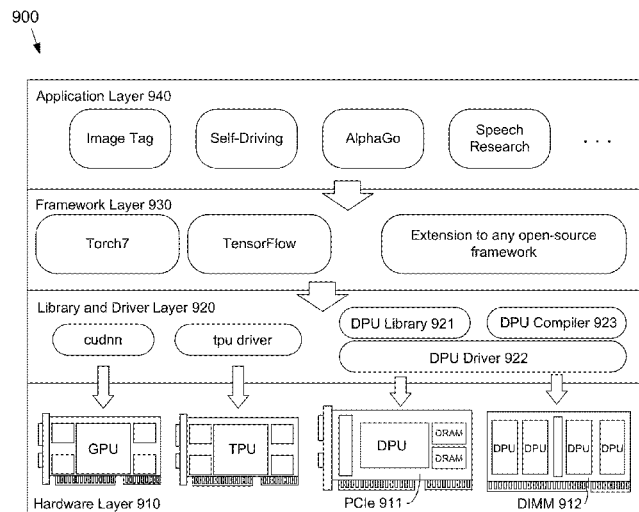 900
Application Layer 940
Image Tag
Self-Driving
AlphaGo
Speech
Research
. . .
Framework Layer 930
Torch7
TensorFlow
Extension to any open-source
framework
Library and Driver Layer 920
cudnn
tpu driver
DPU Library 921
DPU Compiler 923
DPU Driver 922
GPU
TPU
DPU
DRAM
DRAM
DPU
DPU
DPU
DPU
Hardware Layer 910
PCIe 911
DIMM 912